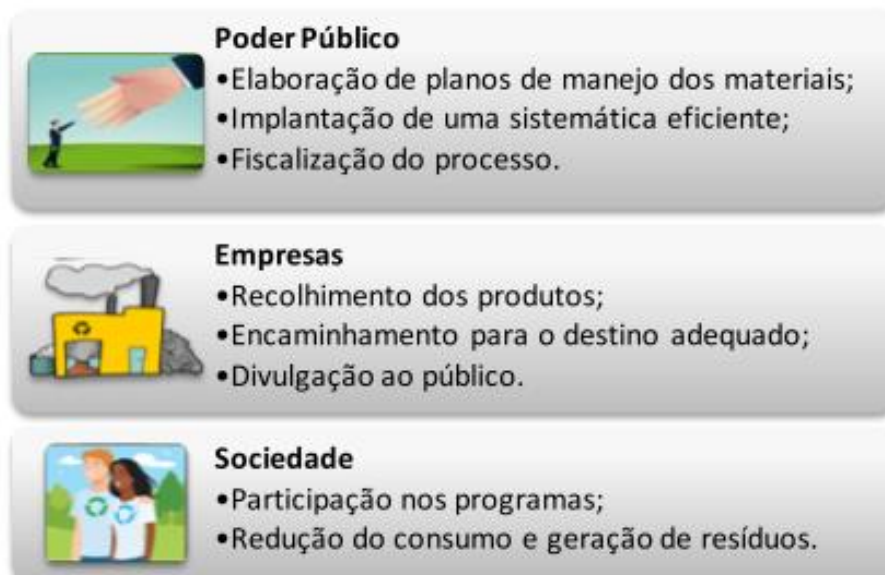 Poder Público
•Elaboração de planos de manejo dos materiais;
•Implantação de uma sistemática eficiente;
•Fiscalização do processo.
Empresas
•Recolhimento dos produtos;
•Encaminhamento para o destino adequado;
•Divulgação ao público.
Sociedade
•Participação nos programas;
•Redução do consumo e geração de resíduos.